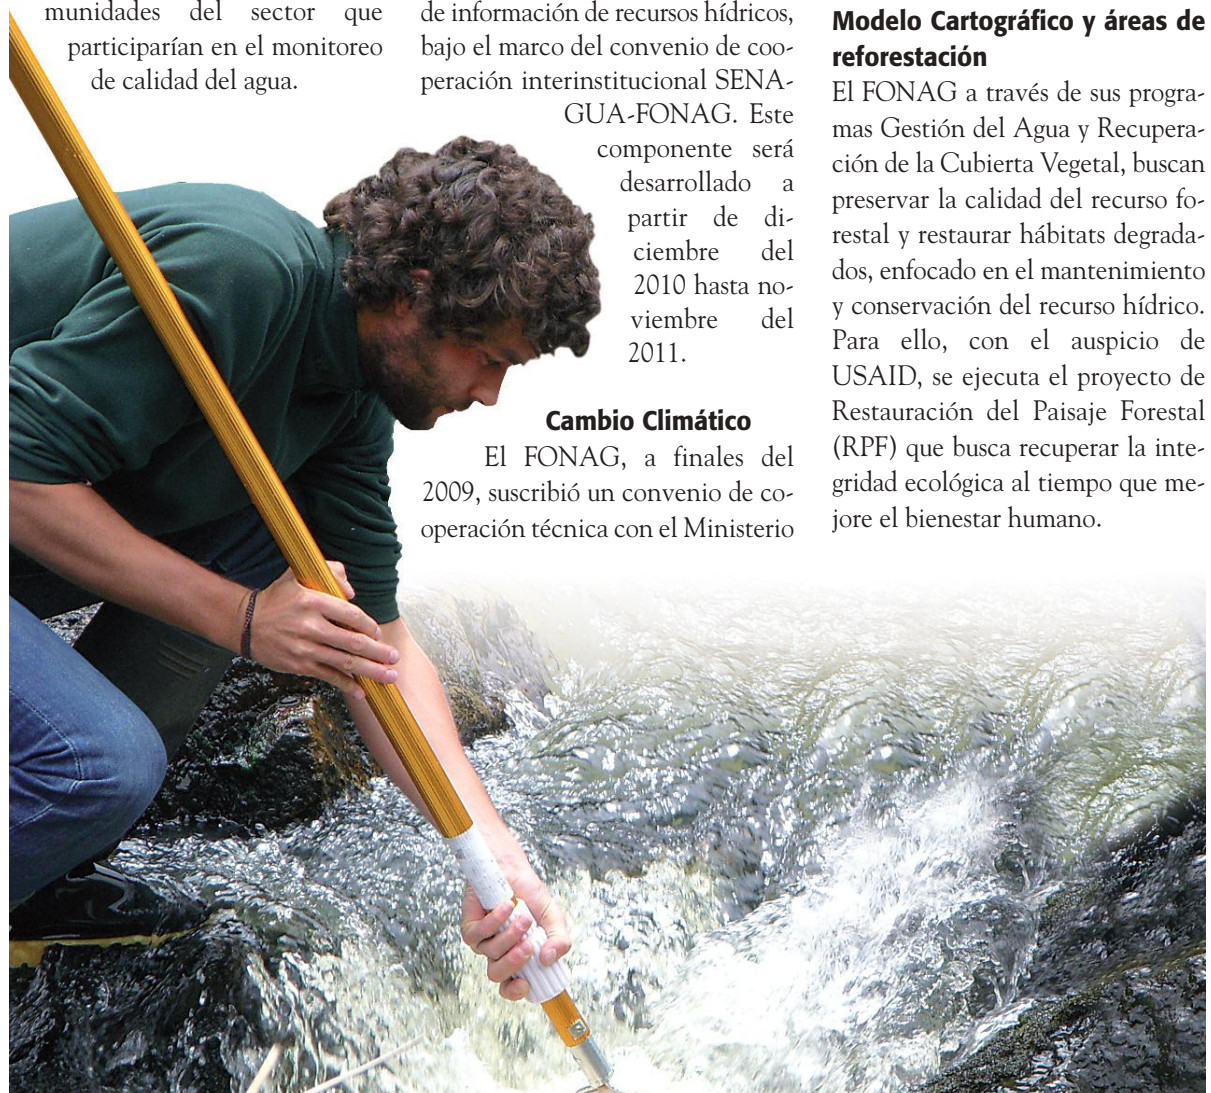 munidades del sector que
participarían en el monitoreo
de calidad del agua.
de información de recursos hídricos,
bajo el marco del convenio de coo-
peración interinstitucional SENA-
GUA-FONAG. Este
componente será
desarrollado a
partir de di-
ciembre del
2010 hasta no-
viembre del
2011.
Cambio Climático
El FONAG, a finales del
2009, suscribió un convenio de co-
operación técnica con el Ministerio
Modelo Cartográfico y áreas de
reforestación
El FONAG a través de sus progra-
mas Gestión del Agua y Recupera-
ción de la Cubierta Vegetal, buscan
preservar la calidad del recurso fo-
restal y restaurar hábitats degrada-
dos, enfocado en el mantenimiento
y conservación del recurso hídrico.
Para ello, con el auspicio de
USAID, se ejecuta el proyecto de
Restauración del Paisaje Forestal
(RPF) que busca recuperar la inte-
gridad ecológica al tiempo que me-
jore el bienestar humano.